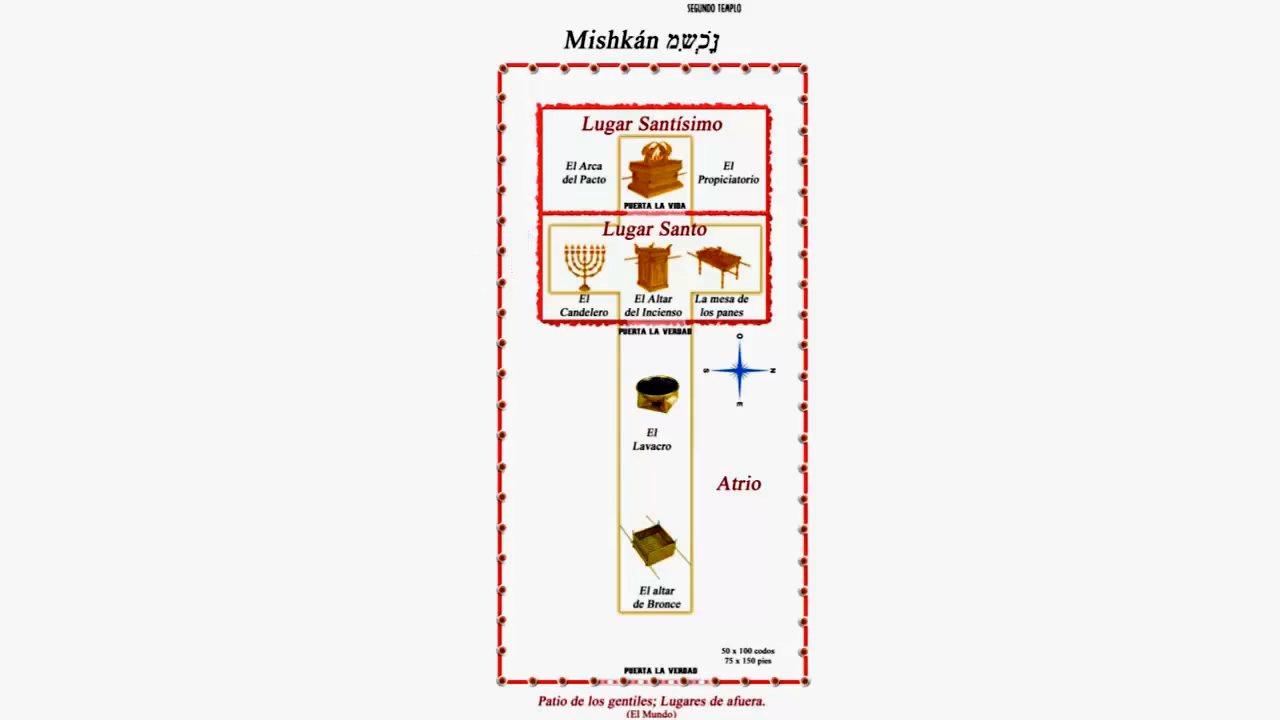 SEGUNDO TEMPLO
Mishkán ןָכֹשְמִ
Lugar Santísimo
El Arca
del Pacto
El
Propiciatorio
PUERTA LA VIDA
Lugar Santo
El
Candelero
El Altar
del Incienso
La mesa de
los panes
PUERTA LA VERDAD
O
S
N
E
El
Lavacro
Atrio
El altar
de Bronce
50 x 100 codos
75 x 150 pies
PUERTA LA VERDAD
Patio de los gentiles; Lugares de afuera.
(El Mundo)